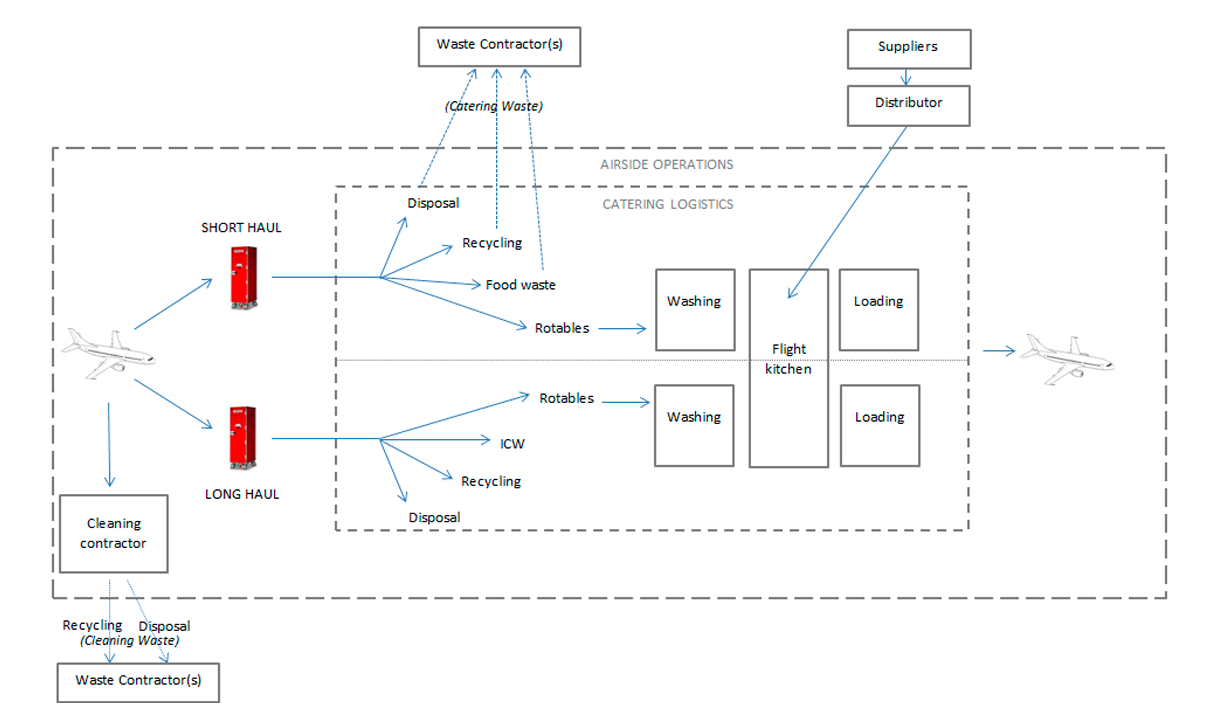 Waste Contractor(s)
Suppliers
(Catering Waste)
Distributor
AIRSIDE OPERATIONS
CATERING LOGISTICS
Disposal
SHORT HAUL
Recycling
Food waste
Washing
Loading
Rotables
Flight
kitchen
Rotables
Washing
Loading
ICW
Recycling
LONG HAUL
Disposal
Cleaning
contractor
Recycling
Disposal
(Cleaning Waste)
Waste Contractor(s)